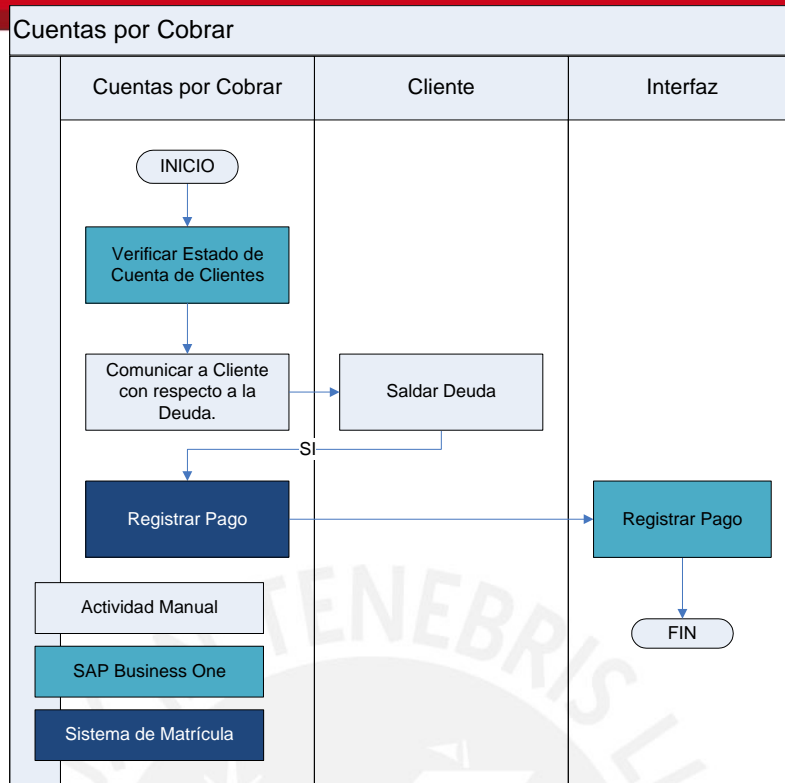 Cuentas por Cobrar
Cuentas por Cobrar
Cliente
Interfaz
INICIO
Verificar Estado de
Cuenta de Clientes
Comunicar a Cliente
con respecto a la
Deuda.
Saldar Deuda
SI
Registrar Pago
Registrar Pago
FIN
Actividad Manual
SAP Business One
Sistema de Matrícula
TENEBRIS